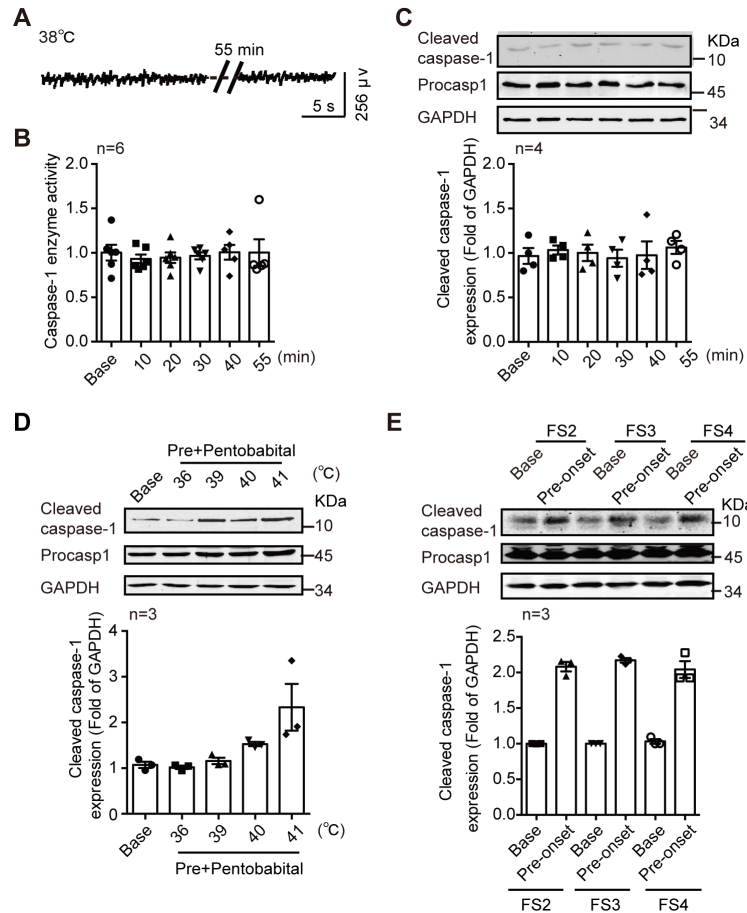 A
38℃
55 min
5 s
256 μv
B
n=6
Caspase-1 enzyme activity
2.0
1.5
1.0
0.5
0.0
Base
10
20
30
40
55
(min)
C
Cleaved
caspase-1
KDa
10
Procasp1
45
GAPDH
34
n=4
Cleaved caspase-1
expression (Fold of GAPDH)
2.0
1.5
1.0
0.5
0.0
Base
10
20
30
40
55
(min)
D
Pre+Pentobabital
Base
36
39
40
41
(℃)
KDa
Cleaved
caspase-1
10
Procasp1
45
GAPDH
34
n=3
Cleaved caspase-1
expression (Fold of GAPDH)
4
3
2
1
0
Base
36
39
40
41
(℃)
Pre+Pentobabital
E
FS2
FS3
FS4
Base
Pre-onset
Base
Pre-onset
Base
Pre-onset
KDa
Cleaved
caspase-1
10
Procasp1
45
GAPDH
34
n=3
Cleaved caspase-1
expression (Fold of GAPDH)
2.5
2.0
1.5
1.0
0.5
0.0
Base
Pre-onset
Base
Pre-onset
Base
Pre-onset
FS2
FS3
FS4